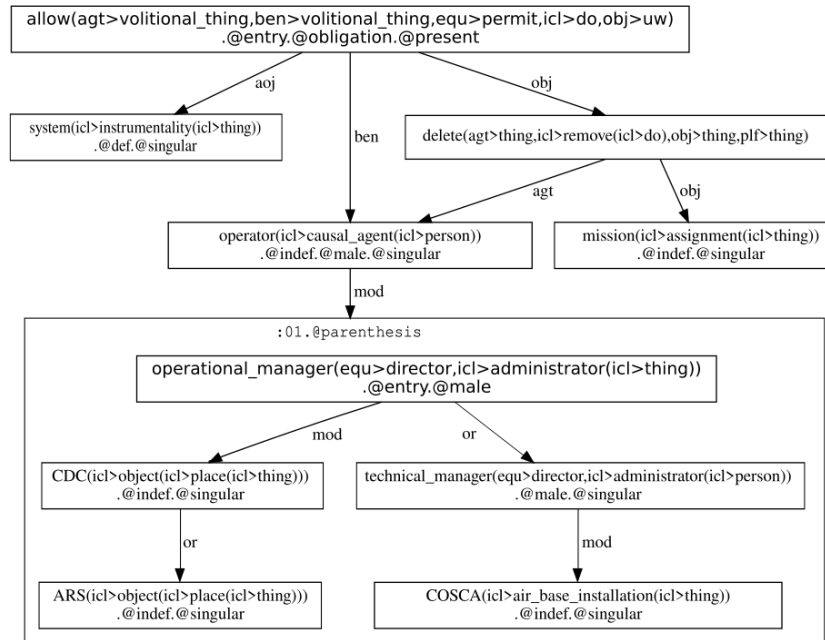 allow(agt>volitional_thing,ben>volitional_thing,equ>permit,icl>do,obj>uw)
.@entry.@obligation.@present
aoj
obj
system(icl>instrumentality(icl>thing))
.@def.@singular
ben
delete(agt>thing,icl>remove(icl>do),obj>thing,plf>thing)
agt
obj
operator(icl>causal_agent(icl>person))
.@indef.@male.@singular
mission(icl>assignment(icl>thing))
.@indef.@singular
mod
:01.@parenthesis
operational_manager(equ>director,icl>administrator(icl>thing))
.@entry.@male
mod
or
CDC(icl>object(icl>place(icl>thing)))
.@indef.@singular
technical_manager(equ>director,icl>administrator(icl>person))
.@male.@singular
or
mod
ARS(icl>object(icl>place(icl>thing)))
.@indef.@singular
COSCA(icl>air_base_installation(icl>thing))
.@indef.@singular